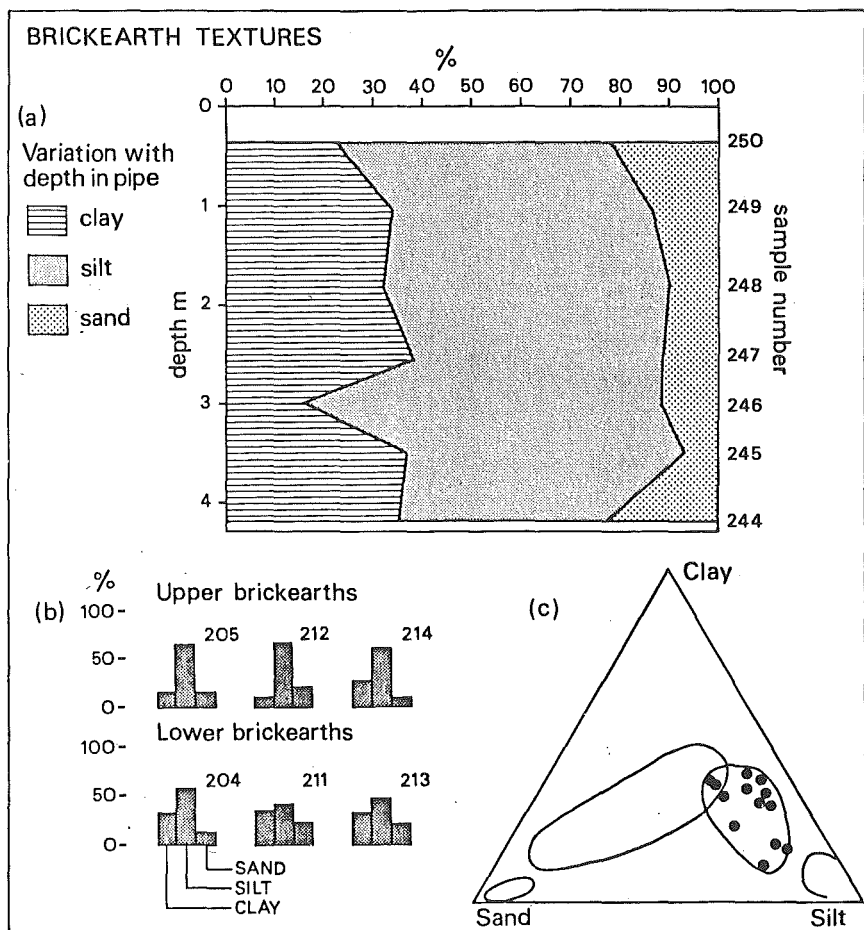 BRICKEARTH TEXTURES
%
0 10 20 30 40 50 60 70 80 90 100
(a)
Variation with
depth in pipe
clay
silt
sand
depth m
0
1
2
3
4
250
249
248
247
246
245
244
sample number
(b)
%
100-
50-
0-
Upper brickearths
205 212 214
100-
50-
0-
Lower brickearths
204 211 213
SAND
SILT
CLAY
(c)
Clay
Sand Silt